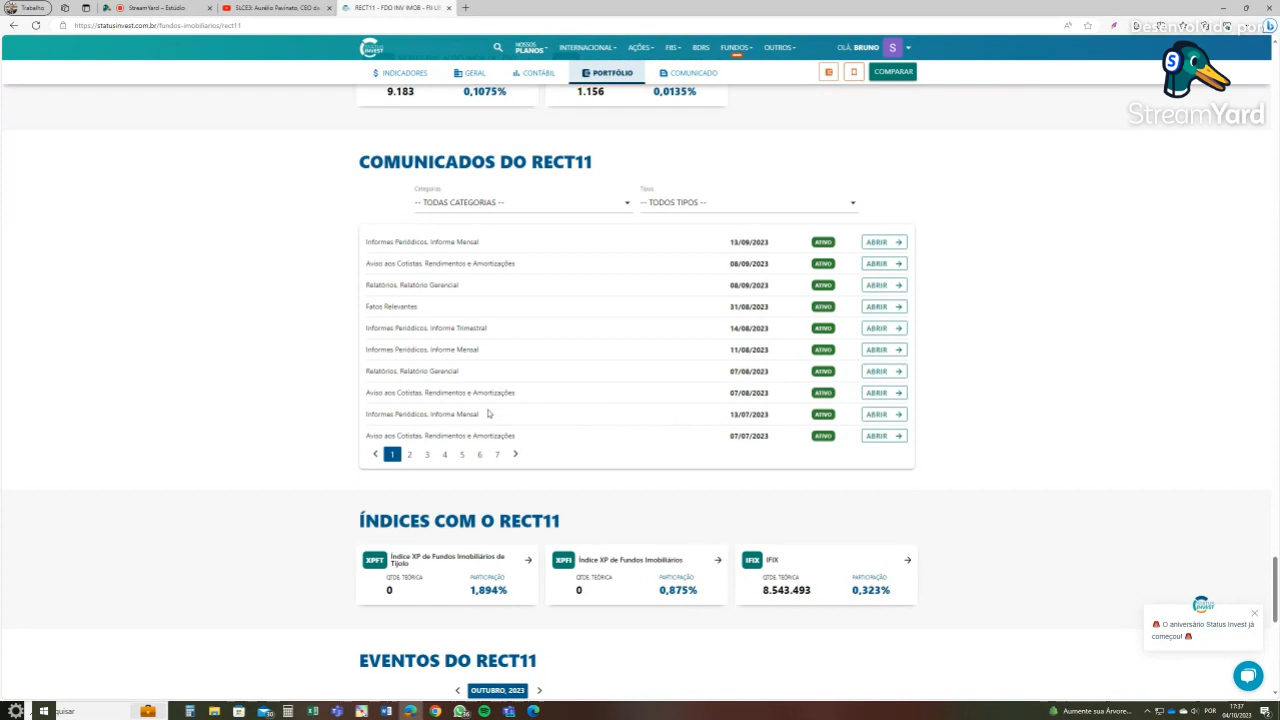 Trabalho
StreamYard — Estúdio
SLCE3: Aurélio Pavinato, CEO da
RECT11 - FDO INV IMOB - FII U
https://statusinvest.com.br/fundos-imobiliarios/rect11
Desenvolvido por
StreamYard
STATUS INVEST
NOSSOS PLANOS
INTERNACIONAL
AÇÕES
FIIS
BDRS
FUNDOS
OUTROS
OLÁ, BRUNO
S
INDICADORES
GERAL
CONTÁBIL
PORTFÓLIO
COMUNICADO
COMPARAR
9.183 0,1075% 1.156 0,0135%
COMUNICADOS DO RECT11
Categorias Tipos
-- TODAS CATEGORIAS -- -- TODOS TIPOS --
Informes Periódicos. Informe Mensal 13/09/2023 ATIVO ABRIR
Aviso aos Cotistas. Rendimentos e Amortizações 08/09/2023 ATIVO ABRIR
Relatórios. Relatório Gerencial 08/09/2023 ATIVO ABRIR
Fatos Relevantes 31/08/2023 ATIVO ABRIR
Informes Periódicos. Informe Trimestral 14/08/2023 ATIVO ABRIR
Informes Periódicos. Informe Mensal 11/08/2023 ATIVO ABRIR
Relatórios. Relatório Gerencial 07/08/2023 ATIVO ABRIR
Aviso aos Cotistas. Rendimentos e Amortizações 07/08/2023 ATIVO ABRIR
Informes Periódicos. Informe Mensal 13/07/2023 ATIVO ABRIR
Aviso aos Cotistas. Rendimentos e Amortizações 07/07/2023 ATIVO ABRIR
1 2 3 4 5 6 7
ÍNDICES COM O RECT11
XPFT Índice XP de Fundos Imobiliários de Tijolo
QTDE. TEÓRICA PARTICIPAÇÃO
0 1,894%
XPFI Índice XP de Fundos Imobiliários
QTDE. TEÓRICA PARTICIPAÇÃO
0 0,875%
IFIX IFIX
QTDE. TEÓRICA PARTICIPAÇÃO
8.543.493 0,323%
O aniversário Status Invest já
começou!
EVENTOS DO RECT11
OUTUBRO, 2023
Aumente sua Árvore...
POR
17:37
04/10/2023